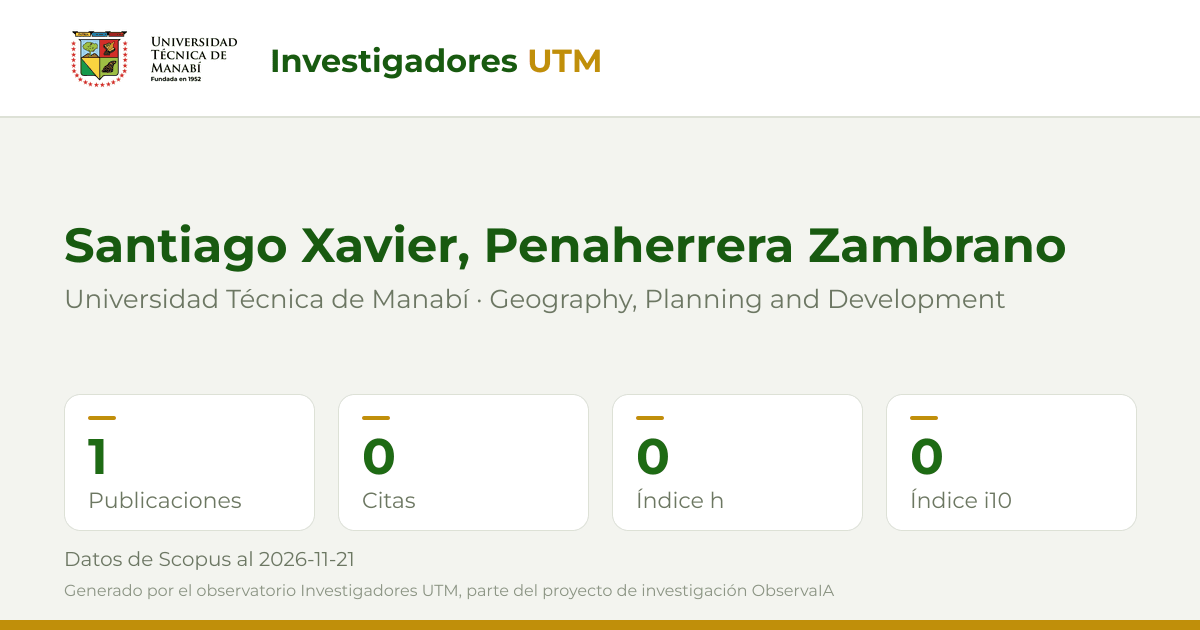 UNIVERSIDAD
TÉCNICA DE
MANABÍ
Fundada en 1952
Investigadores UTM
Santiago Xavier, Penaherrera Zambrano
Universidad Técnica de Manabí · Geography, Planning and Development
1
Publicaciones
0
Citas
0
Índice h
0
Índice i10
Datos de Scopus al 2026-11-21
Generado por el observatorio Investigadores UTM, parte del proyecto de investigación ObservaIA